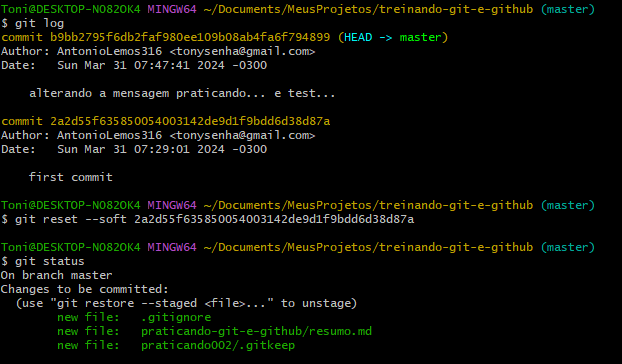 Toni@DESKTOP-N082OK4 MINGW64 ~/Documents/MeusProjetos/treinando-git-e-github (master)
$ git log
commit b9bb2795f6db2faf980ee109b08ab4fa6f794899 (HEAD -> master)
Author: AntonioLemos316 <tonysenha@gmail.com>
Date:   Sun Mar 31 07:47:41 2024 -0300
    alterando a mensagem praticando... e test...
commit 2a2d55f635850054003142de9d1f9bdd6d38d87a
Author: AntonioLemos316 <tonysenha@gmail.com>
Date:   Sun Mar 31 07:29:01 2024 -0300
    first commit
Toni@DESKTOP-N082OK4 MINGW64 ~/Documents/MeusProjetos/treinando-git-e-github (master)
$ git reset --soft 2a2d55f635850054003142de9d1f9bdd6d38d87a
Toni@DESKTOP-N082OK4 MINGW64 ~/Documents/MeusProjetos/treinando-git-e-github (master)
$ git status
On branch master
Changes to be committed:
  (use "git restore --staged <file>..." to unstage)
        new file:   .gitignore
        new file:   praticando-git-e-github/resumo.md
        new file:   praticando002/.gitkeep